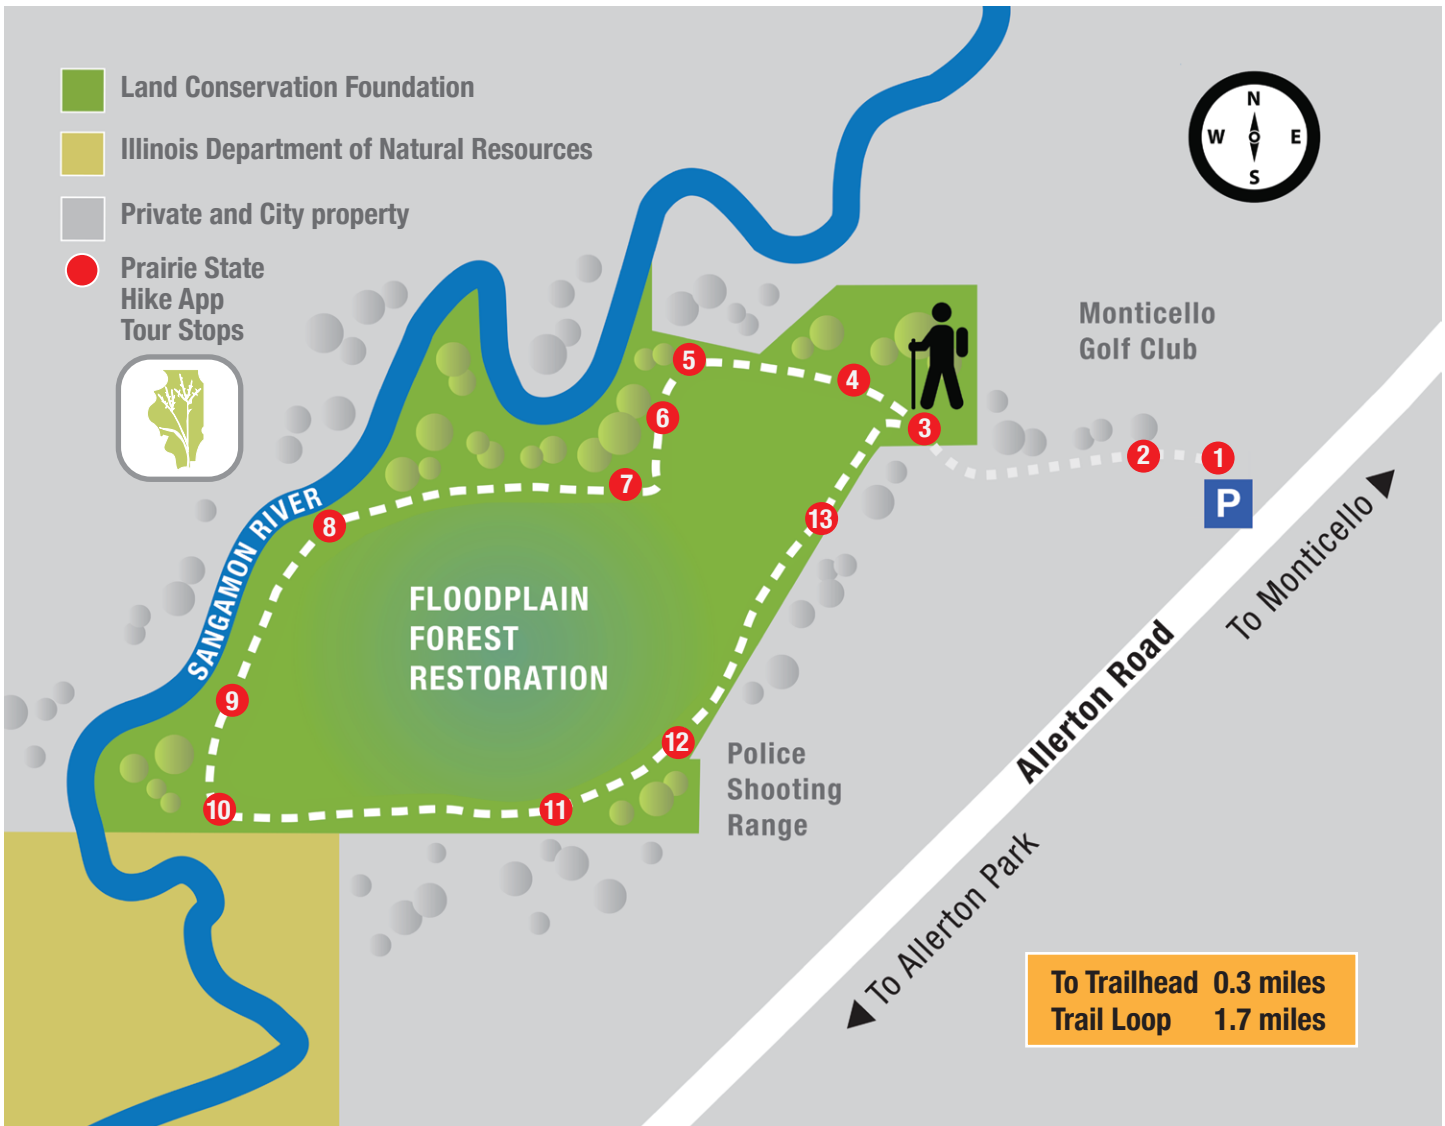 Land Conservation Foundation
Illinois Department of Natural Resources
Private and City property
Prairie State
Hike App
Tour Stops
N
W
E
S
Monticello
Golf Club
5
4
6
3
2
1
7
P
8
13
SANGAMON RIVER
FLOODPLAIN
FOREST
RESTORATION
To Monticello
Allerton Road
9
12
Police
Shooting
Range
10
11
To Allerton Park
To Trailhead 0.3 miles
Trail Loop 1.7 miles